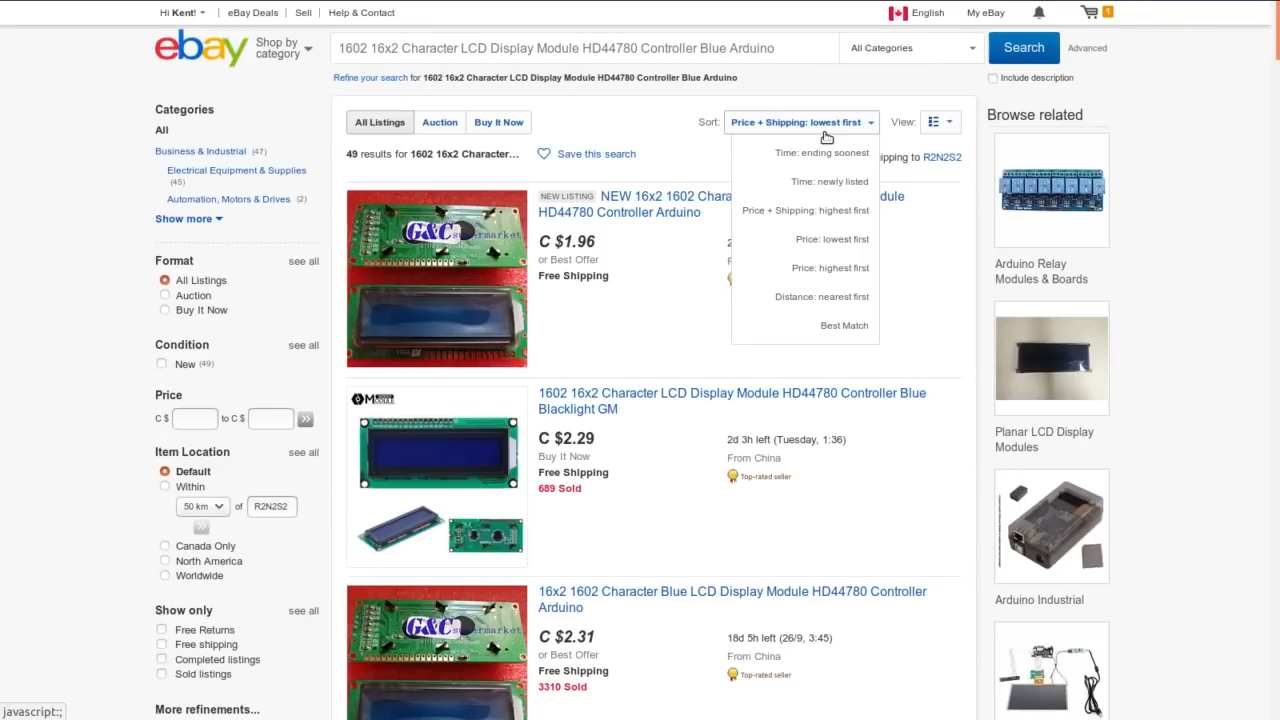 Hi Kent!
eBay Deals
Sell
Help & Contact
English
My eBay
1
ebay
Shop by
category
1602 16x2 Character LCD Display Module HD44780 Controller Blue Arduino
All Categories
Search
Advanced
Refine your search for 1602 16x2 Character LCD Display Module HD44780 Controller Blue Arduino
Include description
Categories
All
Business & Industrial (47)
Electrical Equipment & Supplies
(45)
Automation, Motors & Drives (2)
Show more
Format
see all
All Listings
Auction
Buy It Now
Condition
see all
New (49)
Price
C $
to C $
Item Location
see all
Default
Within
50 km
of
R2N2S2
Canada Only
North America
Worldwide
Show only
see all
Free Returns
Free shipping
Completed listings
Sold listings
More refinements...
All Listings
Auction
Buy It Now
Sort:
Price + Shipping: lowest first
View:
Time: ending soonest
Time: newly listed
Price + Shipping: highest first
Price: lowest first
Price: highest first
Distance: nearest first
Best Match
49 results for 1602 16x2 Character...
Save this search
ipping to R2N2S2
G&C supermarket
NEW LISTING
NEW 16x2 1602 Chara
dule
HD44780 Controller Arduino
C $1.96
or Best Offer
Free Shipping
1602 16x2 Character LCD Display Module HD44780 Controller Blue
Blacklight GM
C $2.29
Buy It Now
Free Shipping
689 Sold
2d 3h left (Tuesday, 1:36)
From China
Top-rated seller
G&C supermarket
16x2 1602 Character Blue LCD Display Module HD44780 Controller
Arduino
C $2.31
or Best Offer
Free Shipping
3310 Sold
18d 5h left (26/9, 3:45)
From China
Top-rated seller
Browse related
Arduino Relay
Modules & Boards
Planar LCD Display
Modules
Arduino Industrial
javascript:;